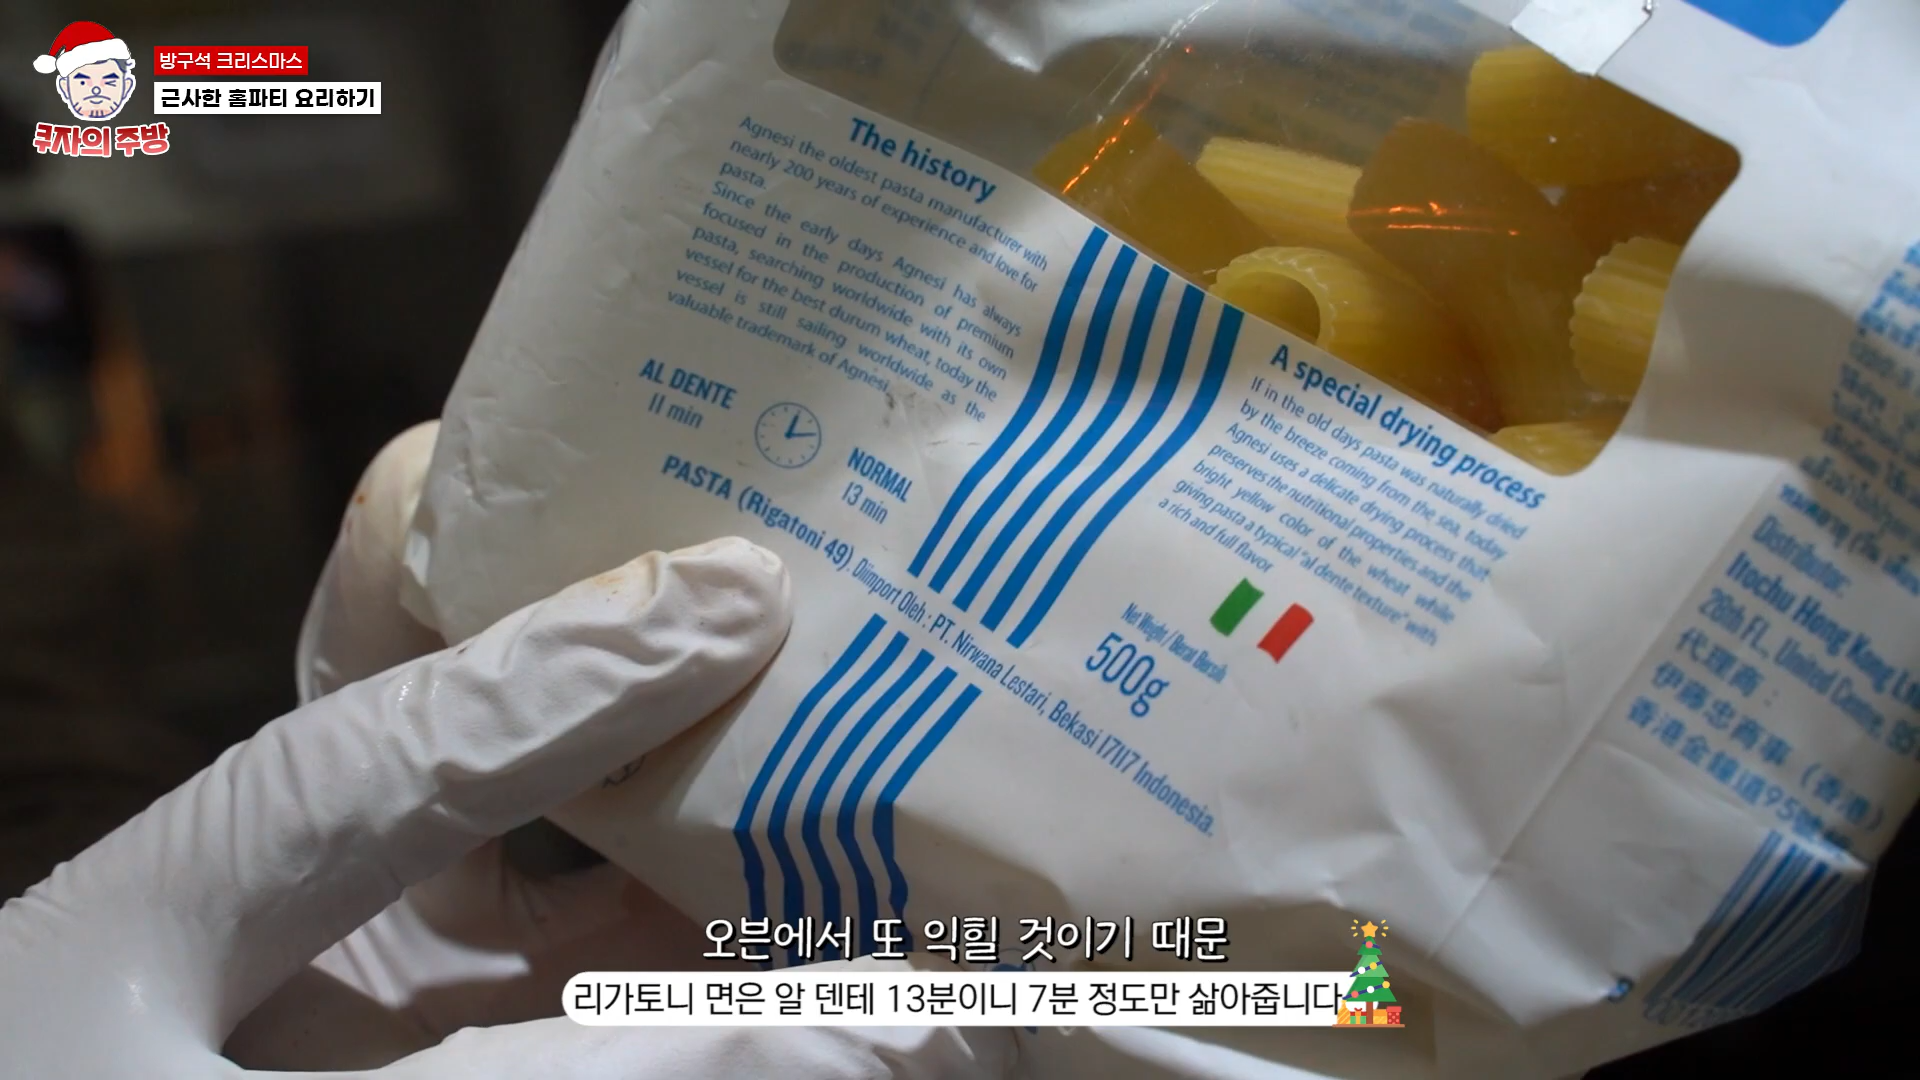 방구석 크리스마스
근사한 홈파티 요리하기
쿠자의 주방
The history
Agnesi the oldest pasta manufacturer with
nearly 200 years of experience and love for
pasta.
Since the early days Agnesi has always
focused in the production of premium
pasta, searching worldwide with its own
vessel for the best durum wheat, today the
vessel is still sailing worldwide as the
valuable trademark of Agnesi
AL DENTE
11 min
NORMAL
13 min
PASTA (Rigatoni 49). Diimport Oleh : PT. Nirwana Lestari, Bekasi 17117 Indonesia.
A special drying process
If in the old days pasta was naturally dried
by the breeze coming from the sea, today
Agnesi uses a delicate drying process that
preserves the nutritional properties and the
bright yellow color of the wheat while
giving pasta a typical "al dente texture" with
a rich and full flavor
Net Weight / Berat Bersih
500g
Distributor:
Itochu Hong Kong
28th Fl., United Centre, 95
代理商:
伊藤忠商事 (香港)
香港金鐘道95號
오븐에서 또 익힐 것이기 때문
리가토니 면은 알 덴테 13분이니 7분 정도만 삶아줍니다